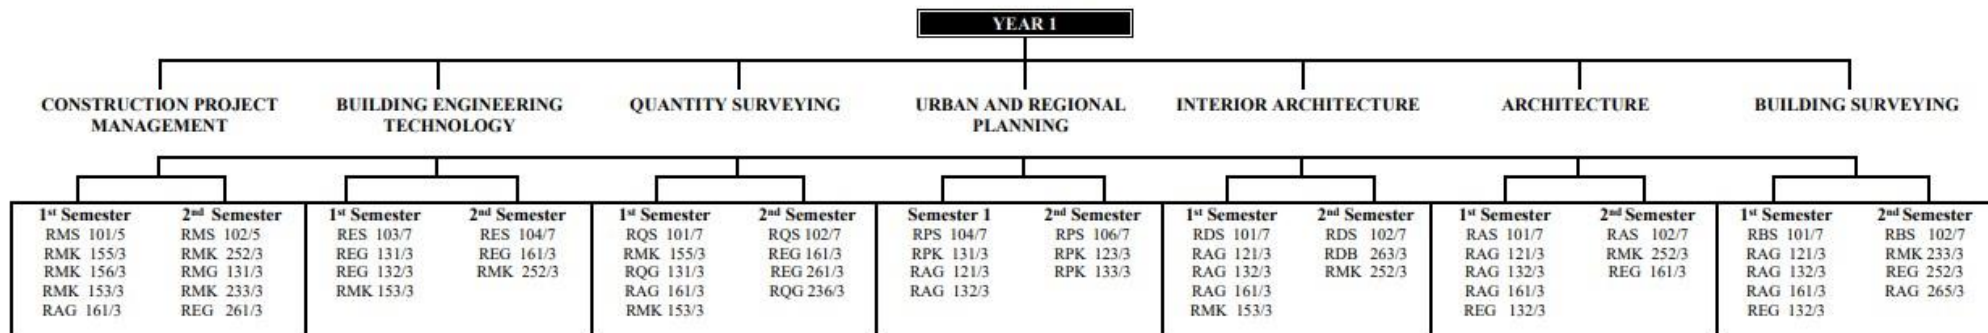 YEAR 1
CONSTRUCTION PROJECT
MANAGEMENT
BUILDING ENGINEERING
TECHNOLOGY
QUANTITY SURVEYING
URBAN AND REGIONAL
PLANNING
INTERIOR ARCHITECTURE
ARCHITECTURE
BUILDING SURVEYING
1st Semester
RMS 101/5
RMK 155/3
RMK 156/3
RMK 153/3
RAG 161/3
2nd Semester
RMS 102/5
RMK 252/3
RMG 131/3
RMK 233/3
REG 261/3
1st Semester
RES 103/7
REG 131/3
REG 132/3
RMK 153/3
2nd Semester
RES 104/7
REG 161/3
RMK 252/3
1st Semester
RQS 101/7
RMK 155/3
RQG 131/3
RAG 161/3
RMK 153/3
2nd Semester
RQS 102/7
REG 161/3
REG 261/3
RQG 236/3
Semester 1
RPS 104/7
RPK 131/3
RAG 121/3
RAG 132/3
2nd Semester
RPS 106/7
RPK 123/3
RPK 133/3
1st Semester
RDS 101/7
RAG 121/3
RAG 132/3
RAG 161/3
RMK 153/3
2nd Semester
RDS 102/7
RDB 263/3
RMK 252/3
1st Semester
RAS 101/7
RAG 121/3
RAG 132/3
RAG 161/3
REG 132/3
2nd Semester
RAS 102/7
RMK 252/3
REG 161/3
1st Semester
RBS 101/7
RAG 121/3
RAG 132/3
RAG 161/3
REG 132/3
2nd Semester
RBS 102/7
RMK 233/3
REG 252/3
RAG 265/3